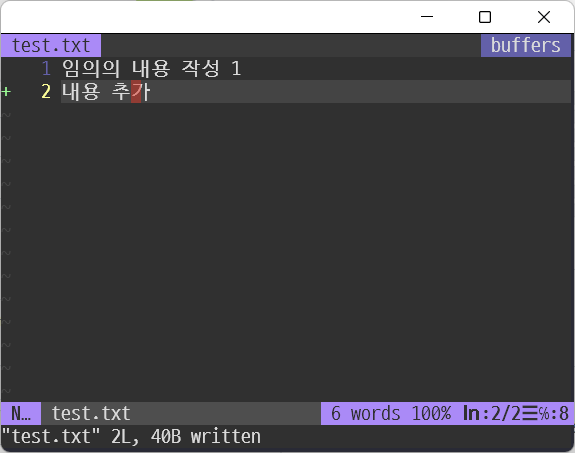 test.txt buffers
1 임의의 내용 작성 1
+ 2 내용 추가
~
~
~
~
~
~
~
~
~
~
~
~
~
N… test.txt 6 words 100% ln:2/2☰℅:8
"test.txt" 2L, 40B written